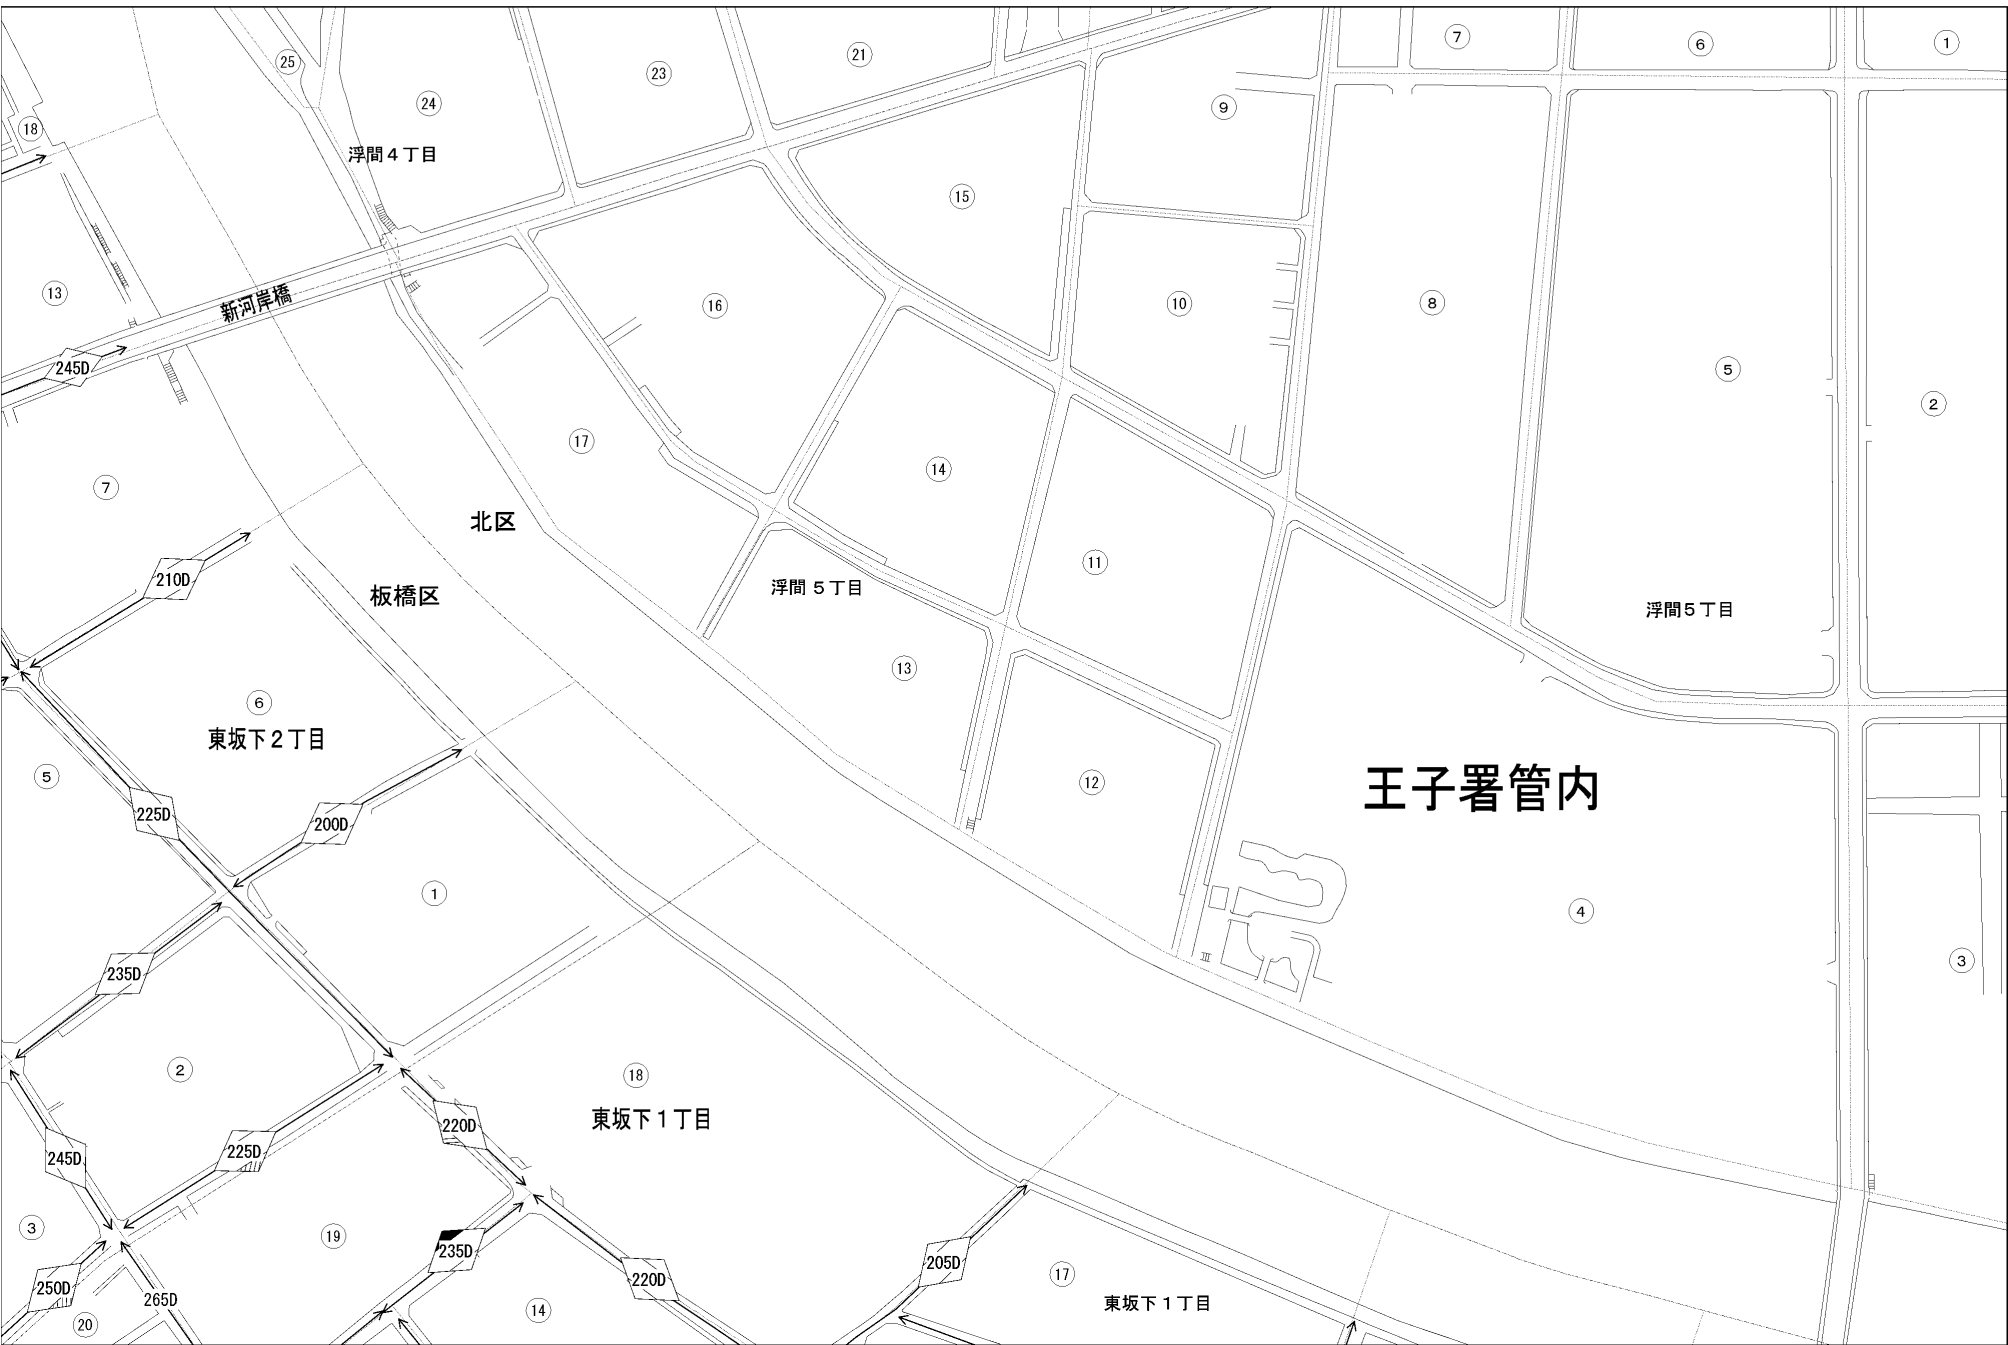 7
6
1
21
25
23
24
9
18
浮間４丁目
15
13
新河岸橋
16
10
8
245D
5
2
17
14
7
北区
11
210D
浮間 ５丁目
板橋区
浮間５丁目
13
6
東坂下２丁目
5
12
王子署管内
225D
200D
1
4
235D
3
2
18
東坂下１丁目
220D
225D
245D
3
19
235D
205D
17
220D
250D
265D
東坂下１丁目
14
20